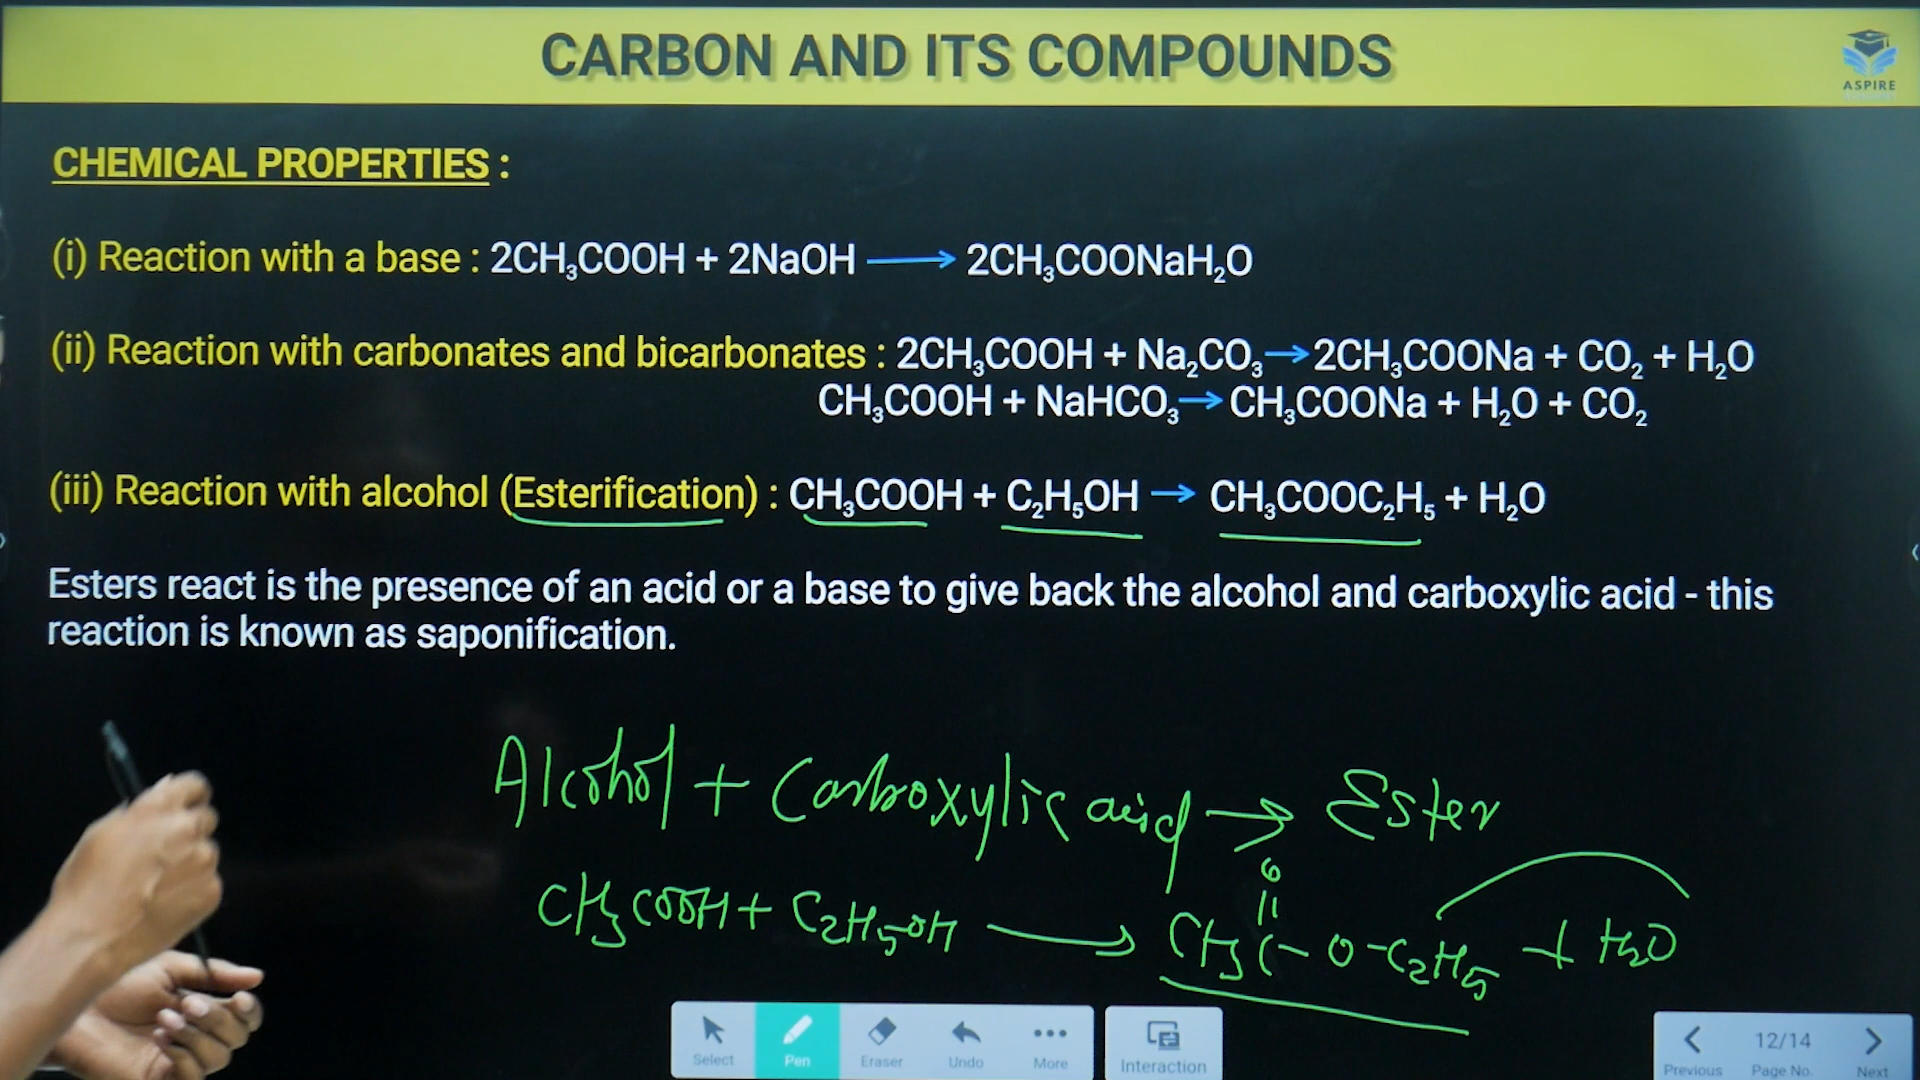 CARBON AND ITS COMPOUNDS
ASPIRE
CHEMICAL PROPERTIES :
(i) Reaction with a base : 2CH₃COOH + 2NaOH ⟶ 2CH₃COONaH₂O
(ii) Reaction with carbonates and bicarbonates : 2CH₃COOH + Na₂CO₃→2CH₃COONa + CO₂ + H₂O
CH₃COOH + NaHCO₃→ CH₃COONa + H₂O + CO₂
(iii) Reaction with alcohol (Esterification) : CH₃COOH + C₂H₅OH → CH₃COOC₂H₅ + H₂O
Esters react is the presence of an acid or a base to give back the alcohol and carboxylic acid - this
reaction is known as saponification.
Alcohol + Carboxylic acid → Ester
O
||
CH₃COOH + C₂H₅OH ⟶ CH₃C-O-C₂H₅ + H₂O
Select Pen Eraser Undo More Interaction
12/14
Previous Page No. Next